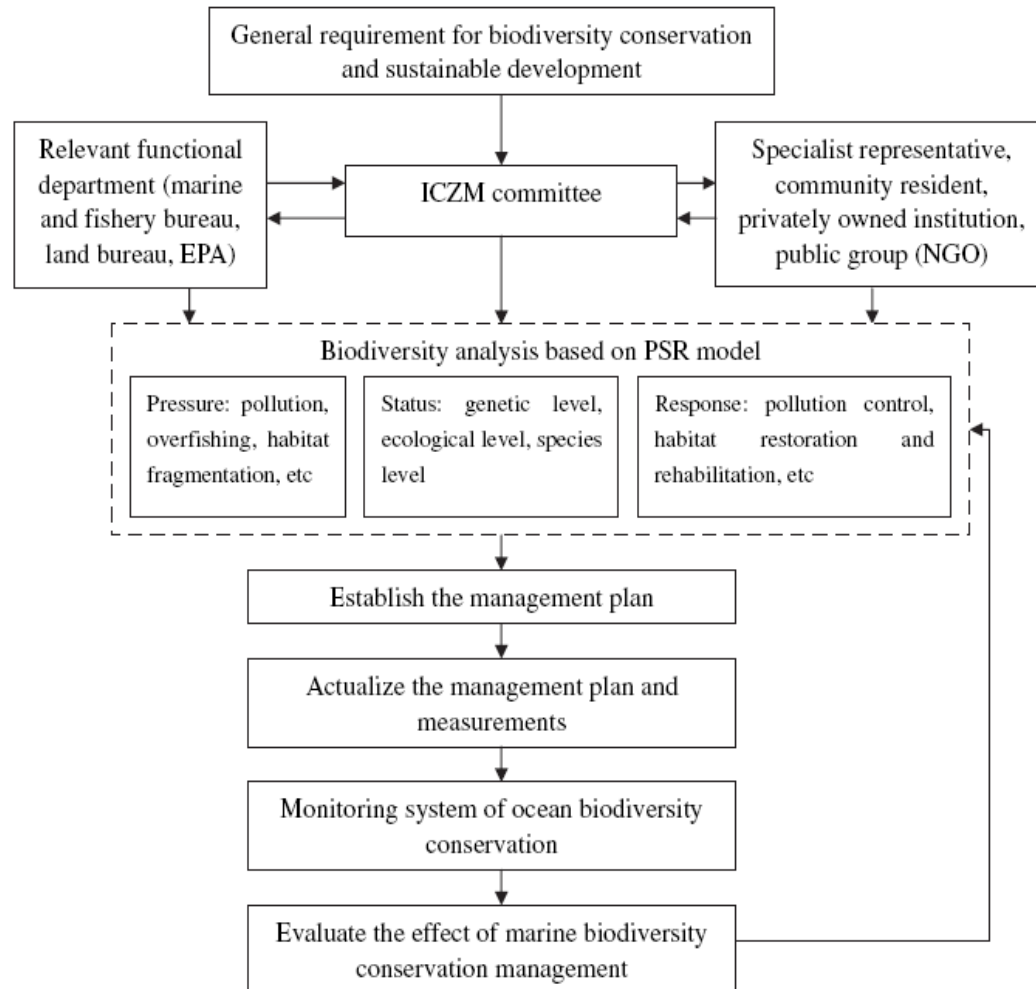 General requirement for biodiversity conservation
and sustainable development
Relevant functional
department (marine
and fishery bureau,
land bureau, EPA)
ICZM committee
Specialist representative,
community resident,
privately owned institution,
public group (NGO)
Biodiversity analysis based on PSR model
Pressure: pollution,
overfishing, habitat
fragmentation, etc
Status: genetic level,
ecological level, species
level
Response: pollution control,
habitat restoration and
rehabilitation, etc
Establish the management plan
Actualize the management plan and
measurements
Monitoring system of ocean biodiversity
conservation
Evaluate the effect of marine biodiversity
conservation management